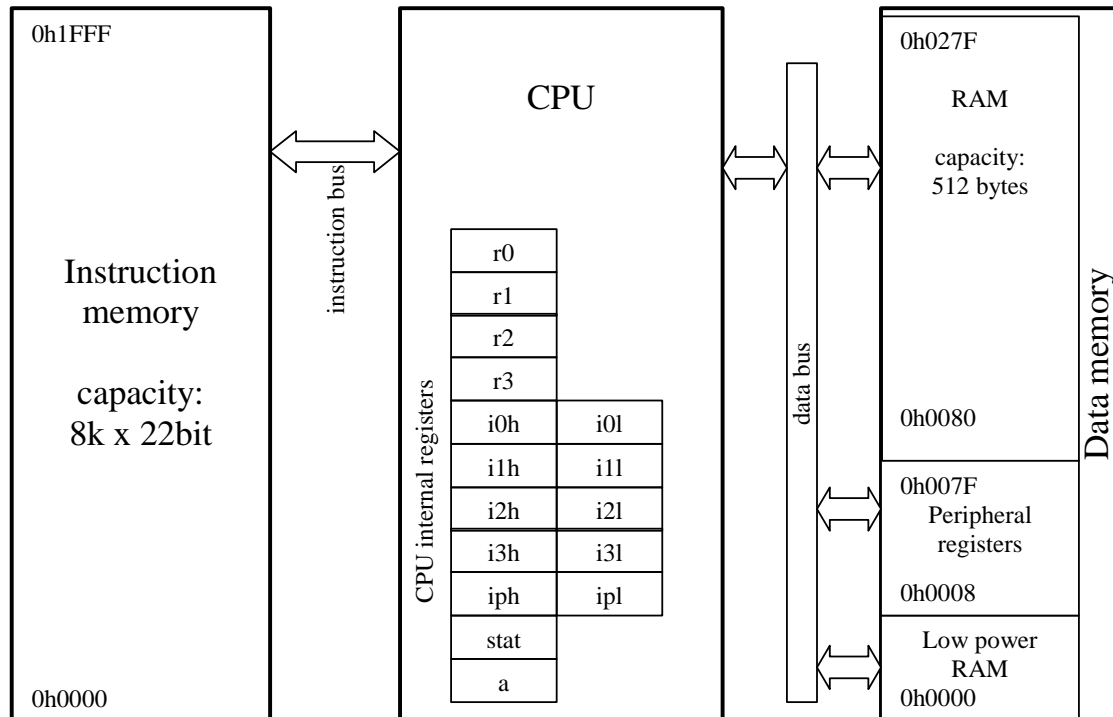 0h1FFF
Instruction
memory
capacity:
8k x 22bit
0h0000
instruction bus
CPU
CPU internal registers
r0
r1
r2
r3
i0h i0l
i1h i1l
i2h i2l
i3h i3l
iph ipl
stat
a
data bus
0h027F
RAM
capacity:
512 bytes
0h0080
0h007F
Peripheral
registers
0h0008
Low power
RAM
0h0000
Data memory